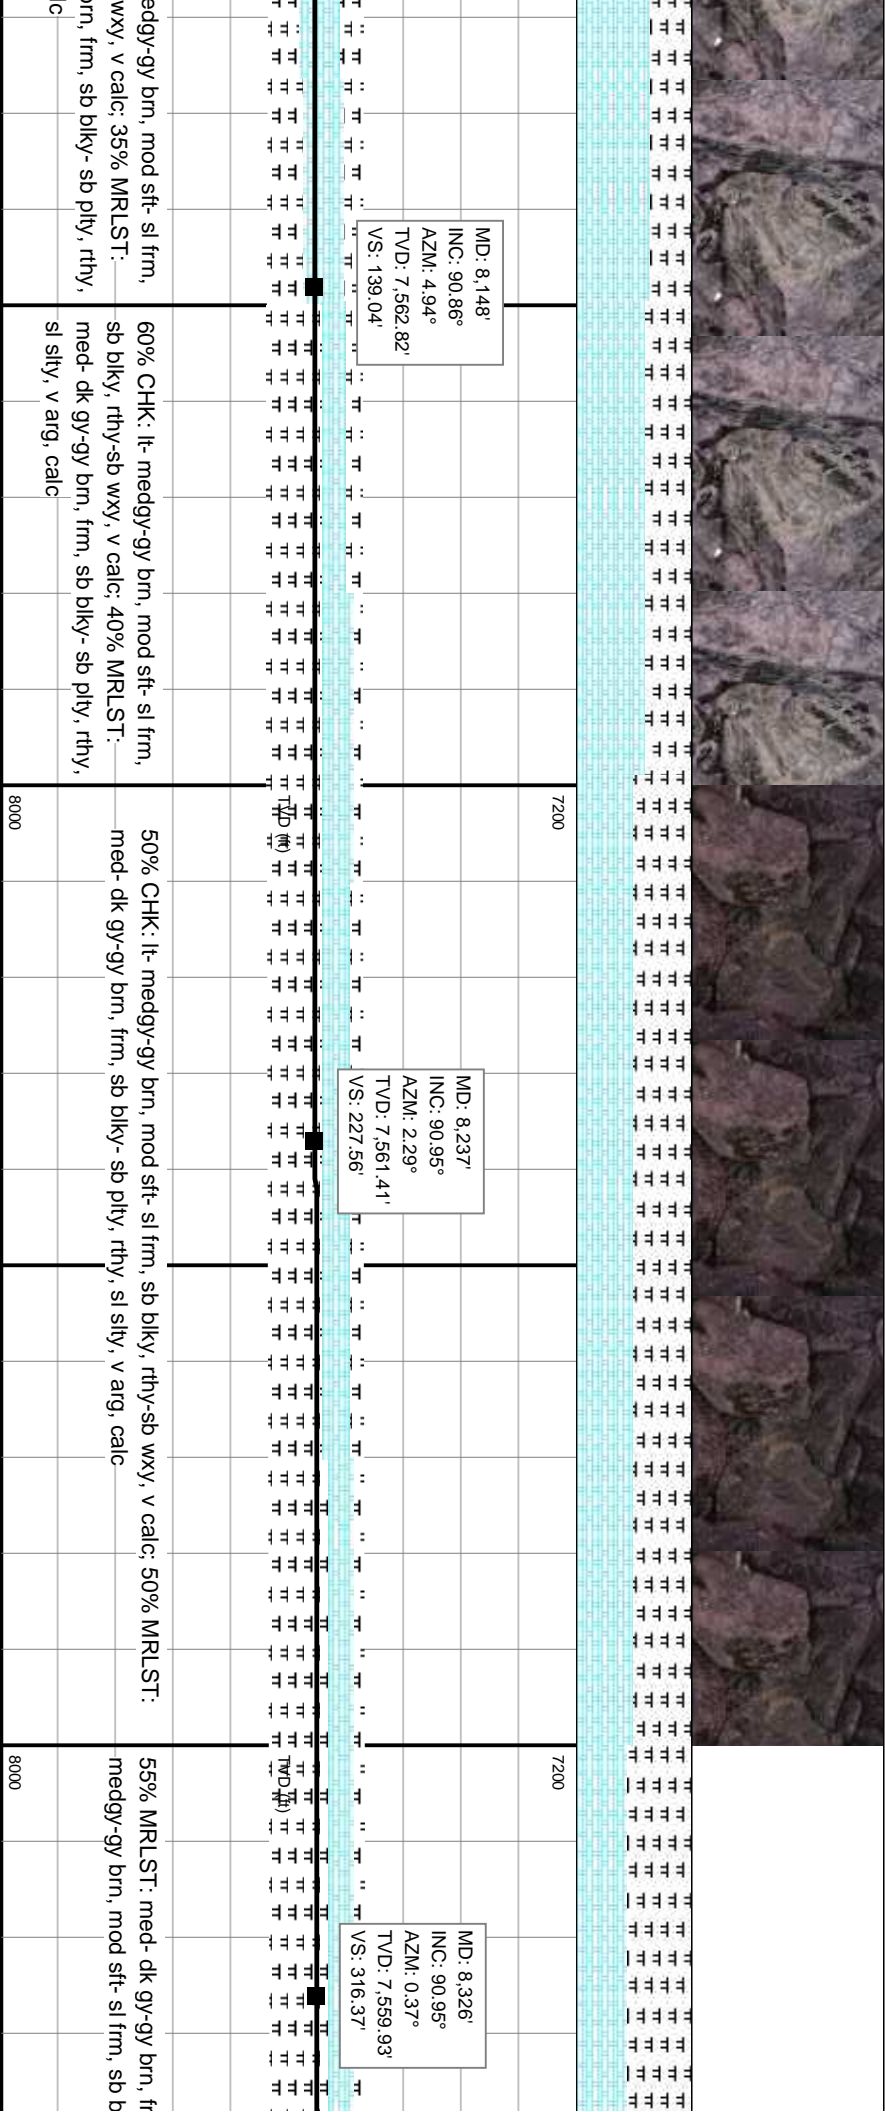 edgy-gy brn, mod sft- sl frm,
wxy, v calc; 35% MRLST:
brn, frm, sb blky- sb plty, rthy,
lc
MD: 8,148'
INC: 90.86°
AZM: 4.94°
TVD: 7,562.82'
VS: 139.04'
60% CHK: lt- medgy-gy brn, mod sft- sl frm,
sb blky, rthy-sb wxy, v calc; 40% MRLST:
med- dk gy-gy brn, frm, sb blky- sb plty, rthy,
sl slty, v arg, calc
7200
TVD (ft)
8000
50% CHK: lt- medgy-gy brn, mod sft- sl frm, sb blky, rthy-sb wxy, v calc; 50% MRLST:
med- dk gy-gy brn, frm, sb blky- sb plty, rthy, sl slty, v arg, calc
MD: 8,237'
INC: 90.95°
AZM: 2.29°
TVD: 7,561.41'
VS: 227.56'
7200
TVD (ft)
8000
55% MRLST: med- dk gy-gy brn, fr
medgy-gy brn, mod sft- sl frm, sb b
MD: 8,326'
INC: 90.95°
AZM: 0.37°
TVD: 7,559.93'
VS: 316.37'